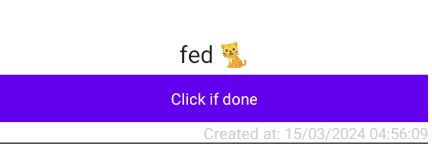 fed 🐈
Click if done
Created at: 15/03/2024 04:56:09